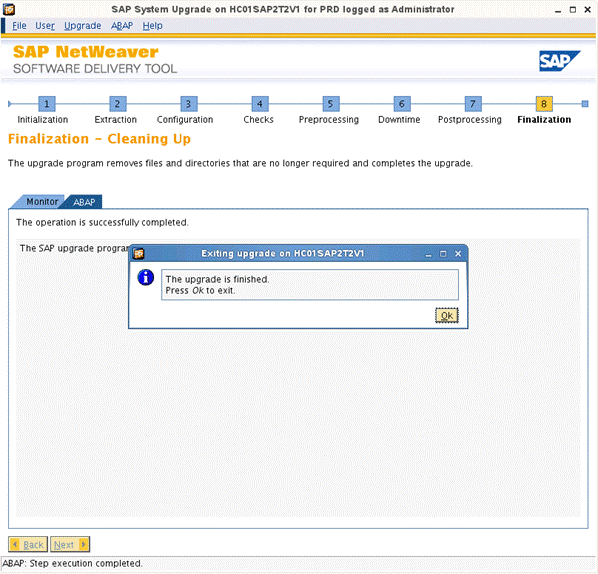 SAP System Upgrade on HC01SAP2T2V1 for PRD logged as Administrator
File User Upgrade ABAP Help
SAP NetWeaver
SOFTWARE DELIVERY TOOL
SAP
1 2 3 4 5 6 7 8
Initialization Extraction Configuration Checks Preprocessing Downtime Postprocessing Finalization
Finalization - Cleaning Up
The upgrade program removes files and directories that are no longer required and completes the upgrade.
Monitor ABAP
The operation is successfully completed.
The SAP upgrade program
Exiting upgrade on HC01SAP2T2V1
The upgrade is finished.
Press Ok to exit.
Ok
Back Next
ABAP: Step execution completed.